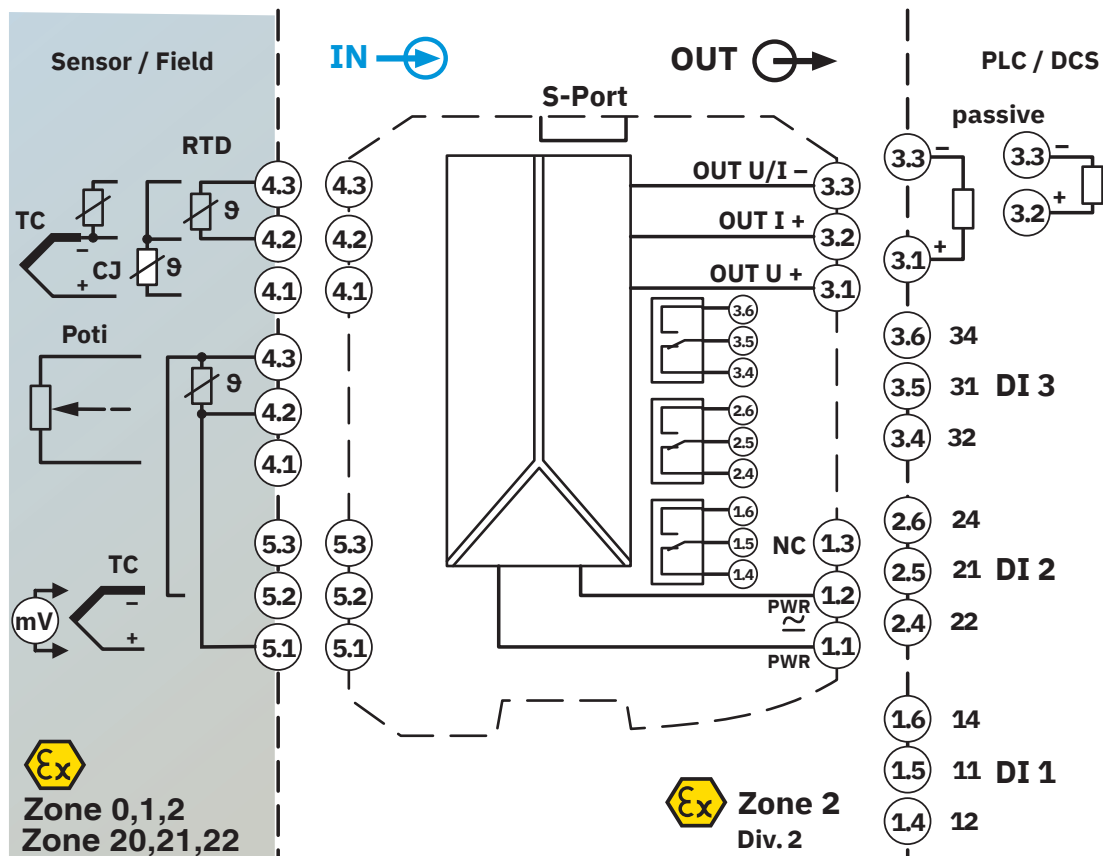 Sensor / Field
IN
OUT
PLC / DCS
S-Port
passive
RTD
TC
CJ
ϑ
ϑ
−
+
4.3
4.2
4.1
4.3
4.2
4.1
OUT U/I −
OUT I +
OUT U +
3.3
3.2
3.1
3.3
−
3.1
+
3.3
−
3.2
+
Poti
ϑ
4.3
4.2
4.1
3.6
3.5
3.4
2.6
2.5
2.4
1.6
1.5
1.4
3.6 34
3.5 31 DI 3
3.4 32
TC
mV
−
+
5.3
5.2
5.1
5.3
5.2
5.1
NC 1.3
PWR 1.2
PWR 1.1
2.6 24
2.5 21 DI 2
2.4 22
1.6 14
1.5 11 DI 1
1.4 12
Ex
Zone 0,1,2
Zone 20,21,22
Ex
Zone 2
Div. 2